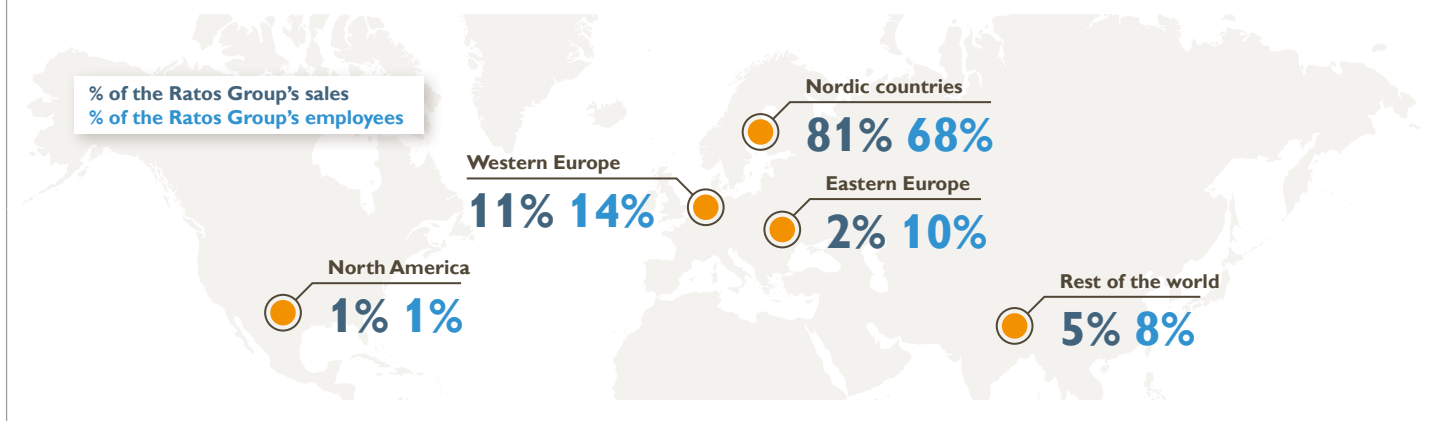 % of the Ratos Group's sales
% of the Ratos Group's employees
Nordic countries
81% 68%
Western Europe
11% 14%
Eastern Europe
2% 10%
North America
1% 1%
Rest of the world
5% 8%